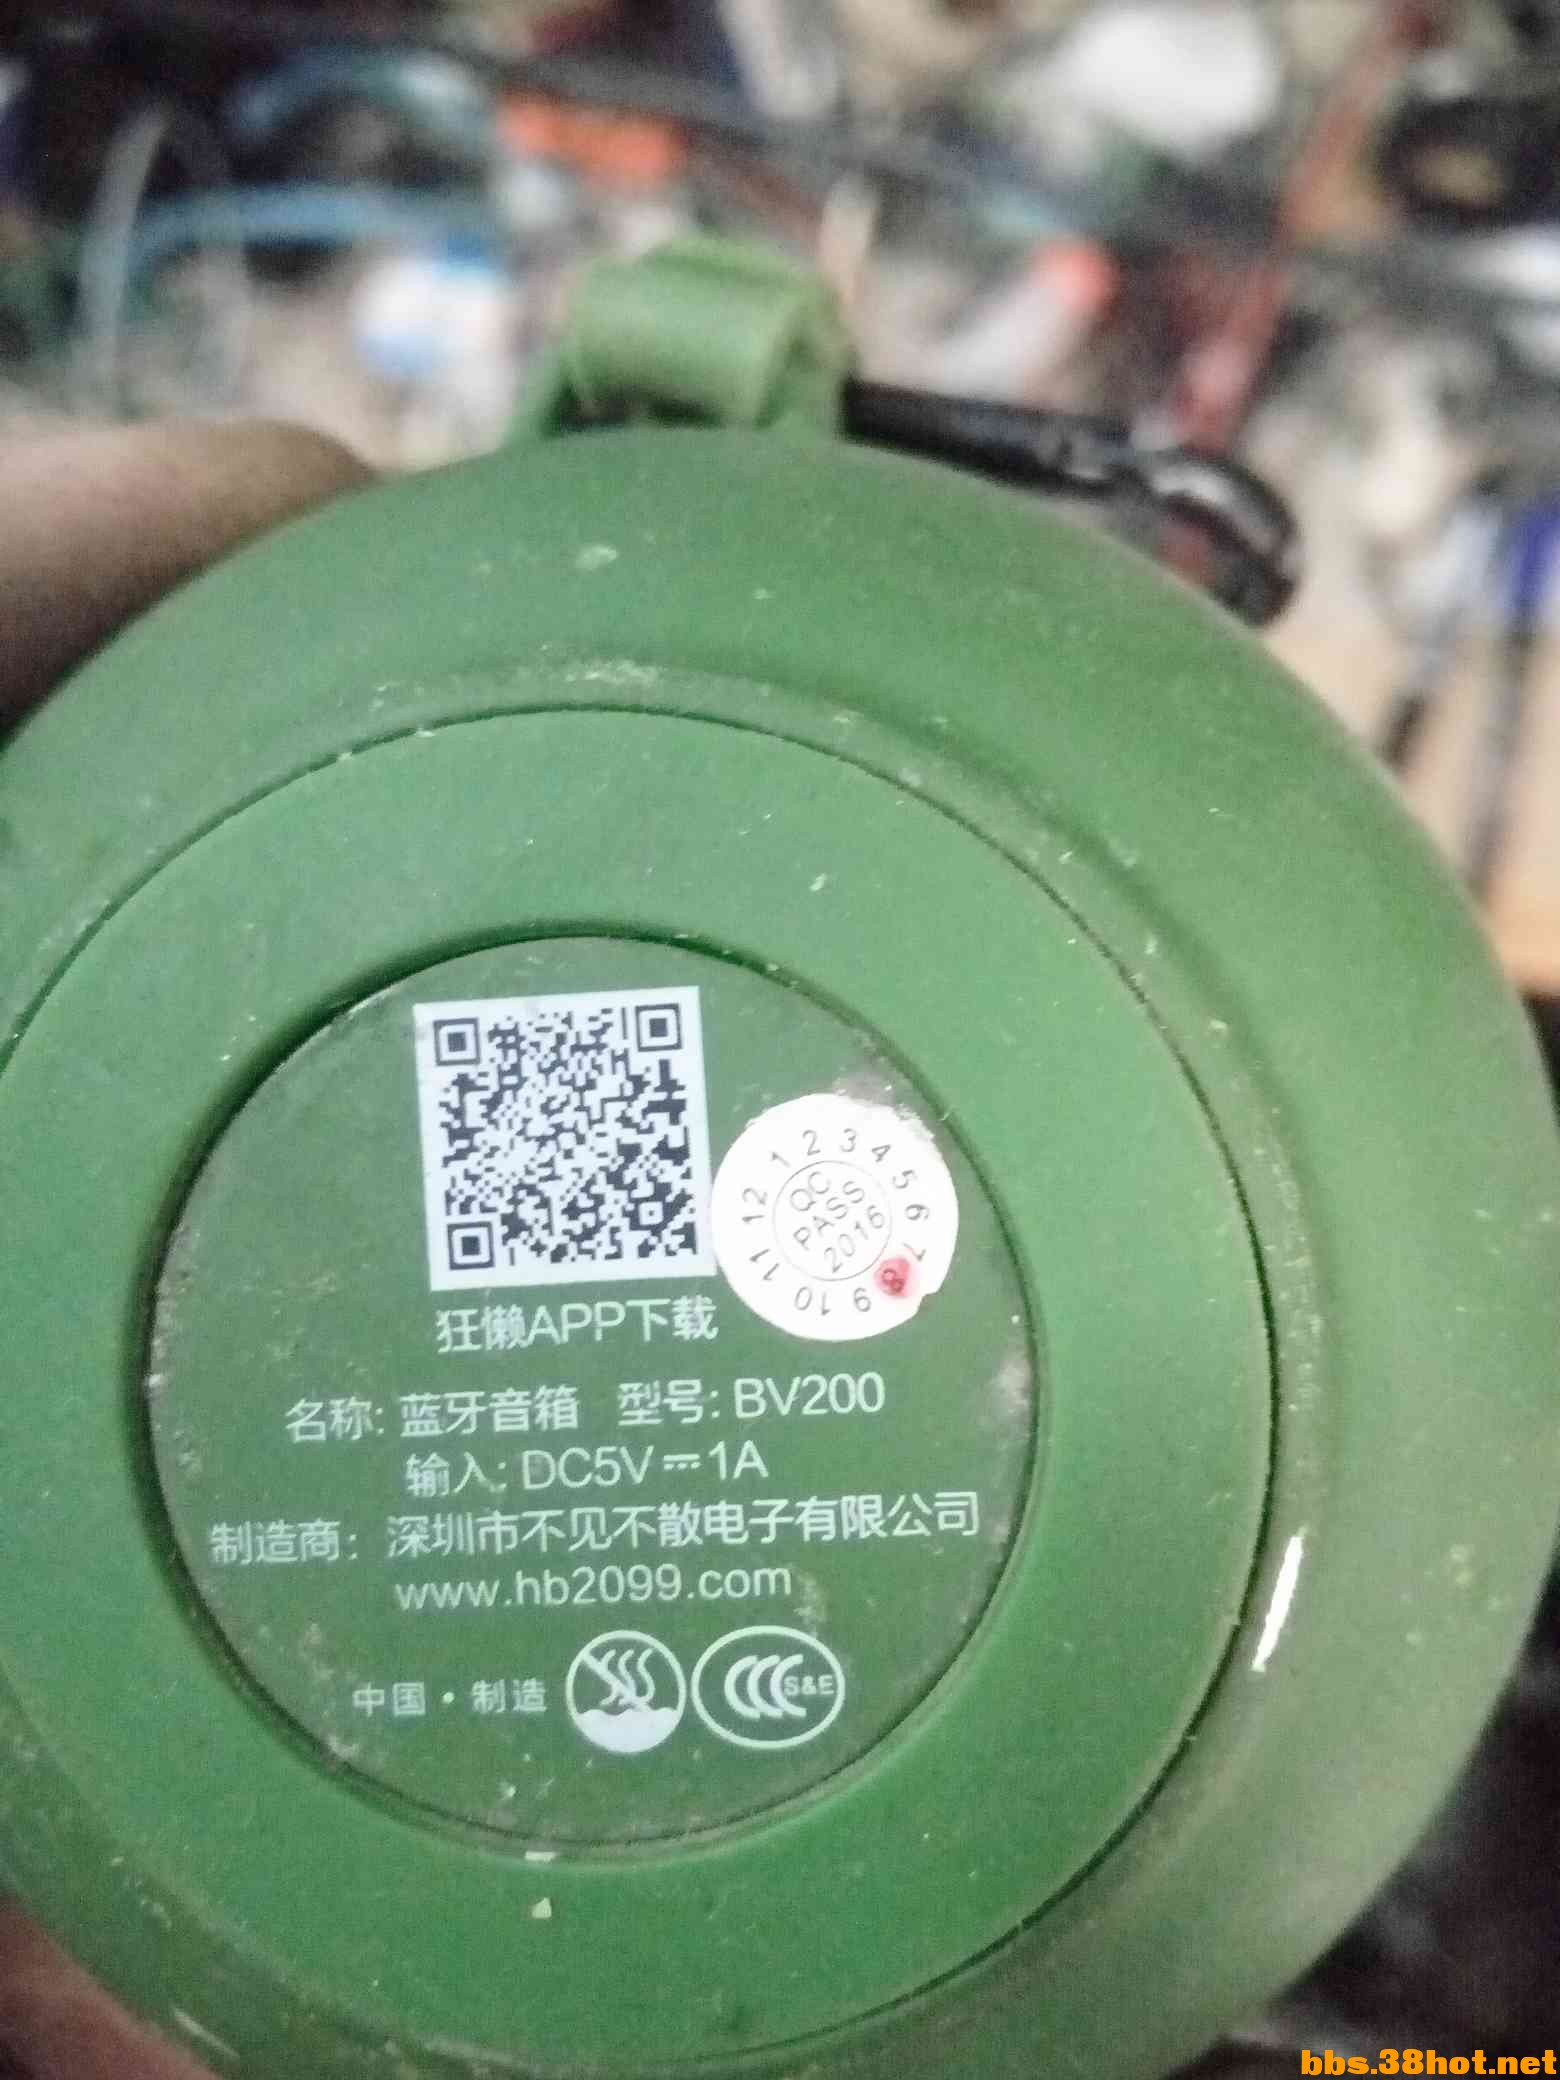 1 2 3 4 5 6 7 8 9 10 11 12
QC
PASS
2016
狂懒APP下载
名称: 蓝牙音箱 型号: BV200
输入: DC5V⎓1A
制造商: 深圳市不见不散电子有限公司
www.hb2099.com
中国·制造
CCC S&E
bbs.38hot.net